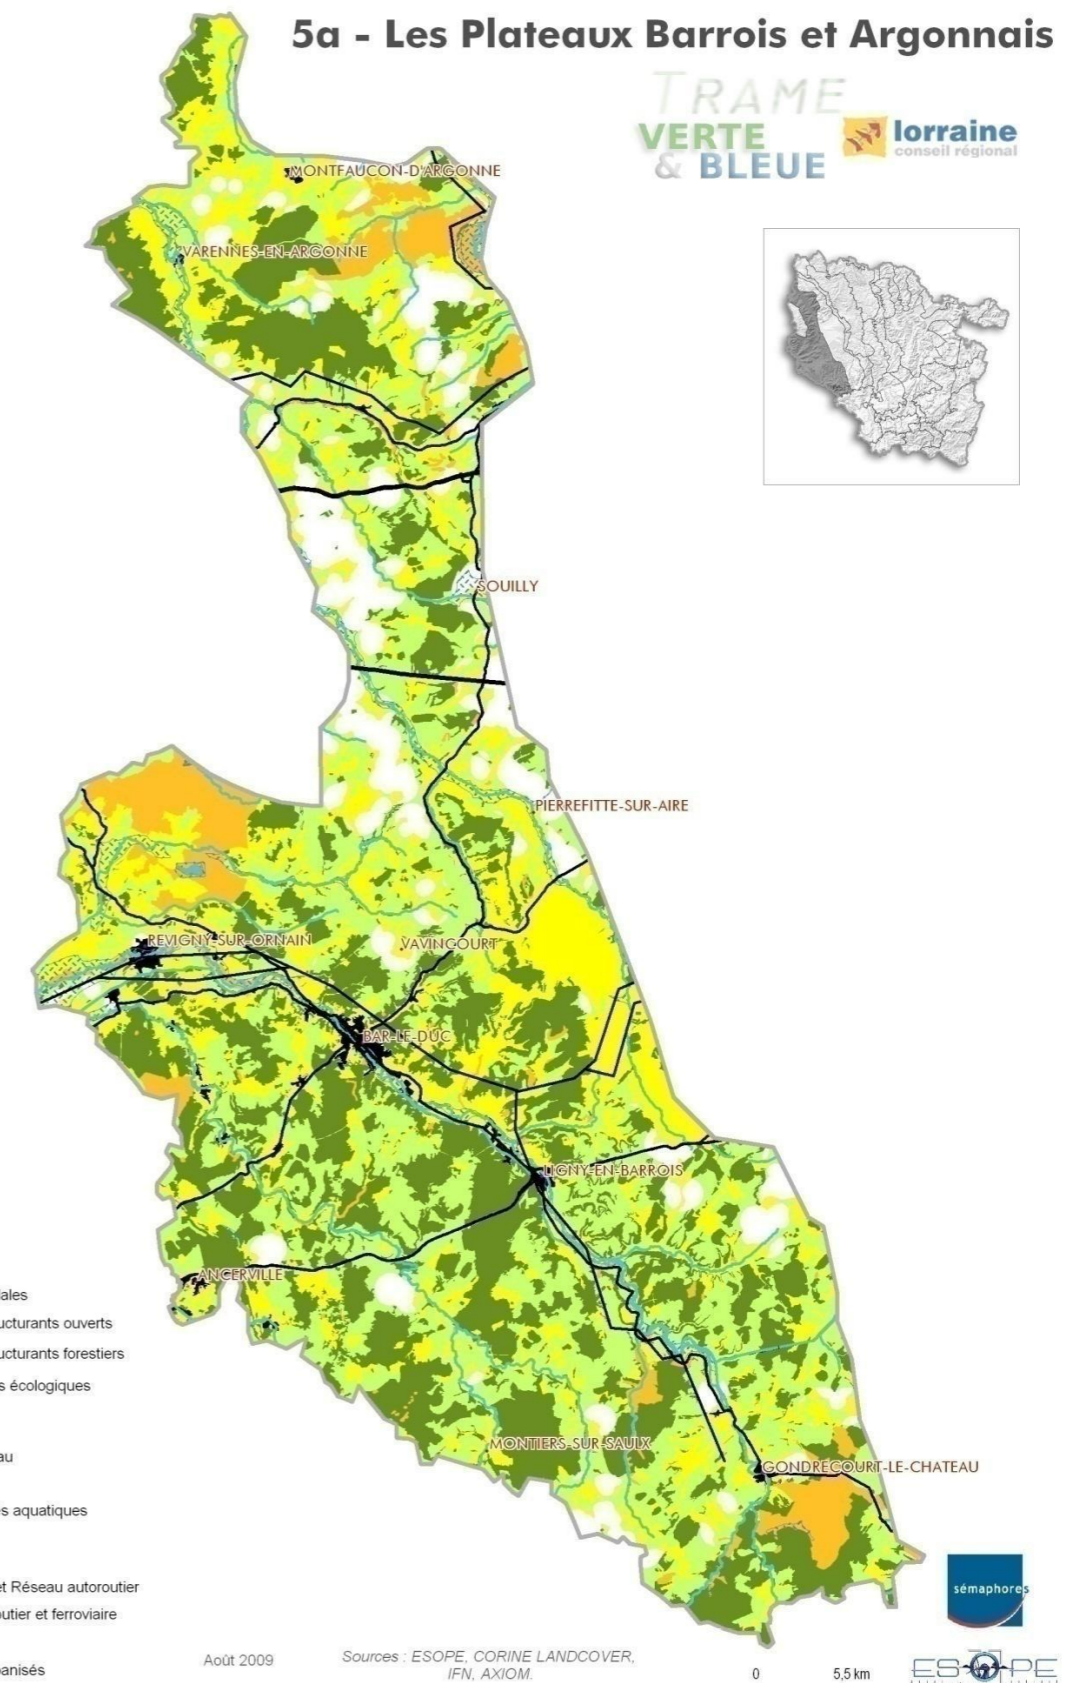 5a - Les Plateaux Barrois et Argonnais
TRAME
VERTE
& BLEUE
lorraine
conseil régional
MONTFAUCON-D'ARGONNE
VARENNES-EN-ARGONNE
SOUILLY
PIERREFITTE-SUR-AIRE
REVIGNY-SUR-ORNAIN
VAVINCOURT
BAR-LE-DUC
LIGNY-EN-BARROIS
ANCERVILLE
MONTIERS-SUR-SAULX
GONDRECOURT-LE-CHATEAU
ales
ucturants ouverts
ucturants forestiers
s écologiques
au
es aquatiques
et Réseau autoroutier
outier et ferroviaire
banisés
Août 2009
Sources : ESOPE, CORINE LANDCOVER,
IFN, AXIOM.
0 5,5 km
sémaphores
ESOPE